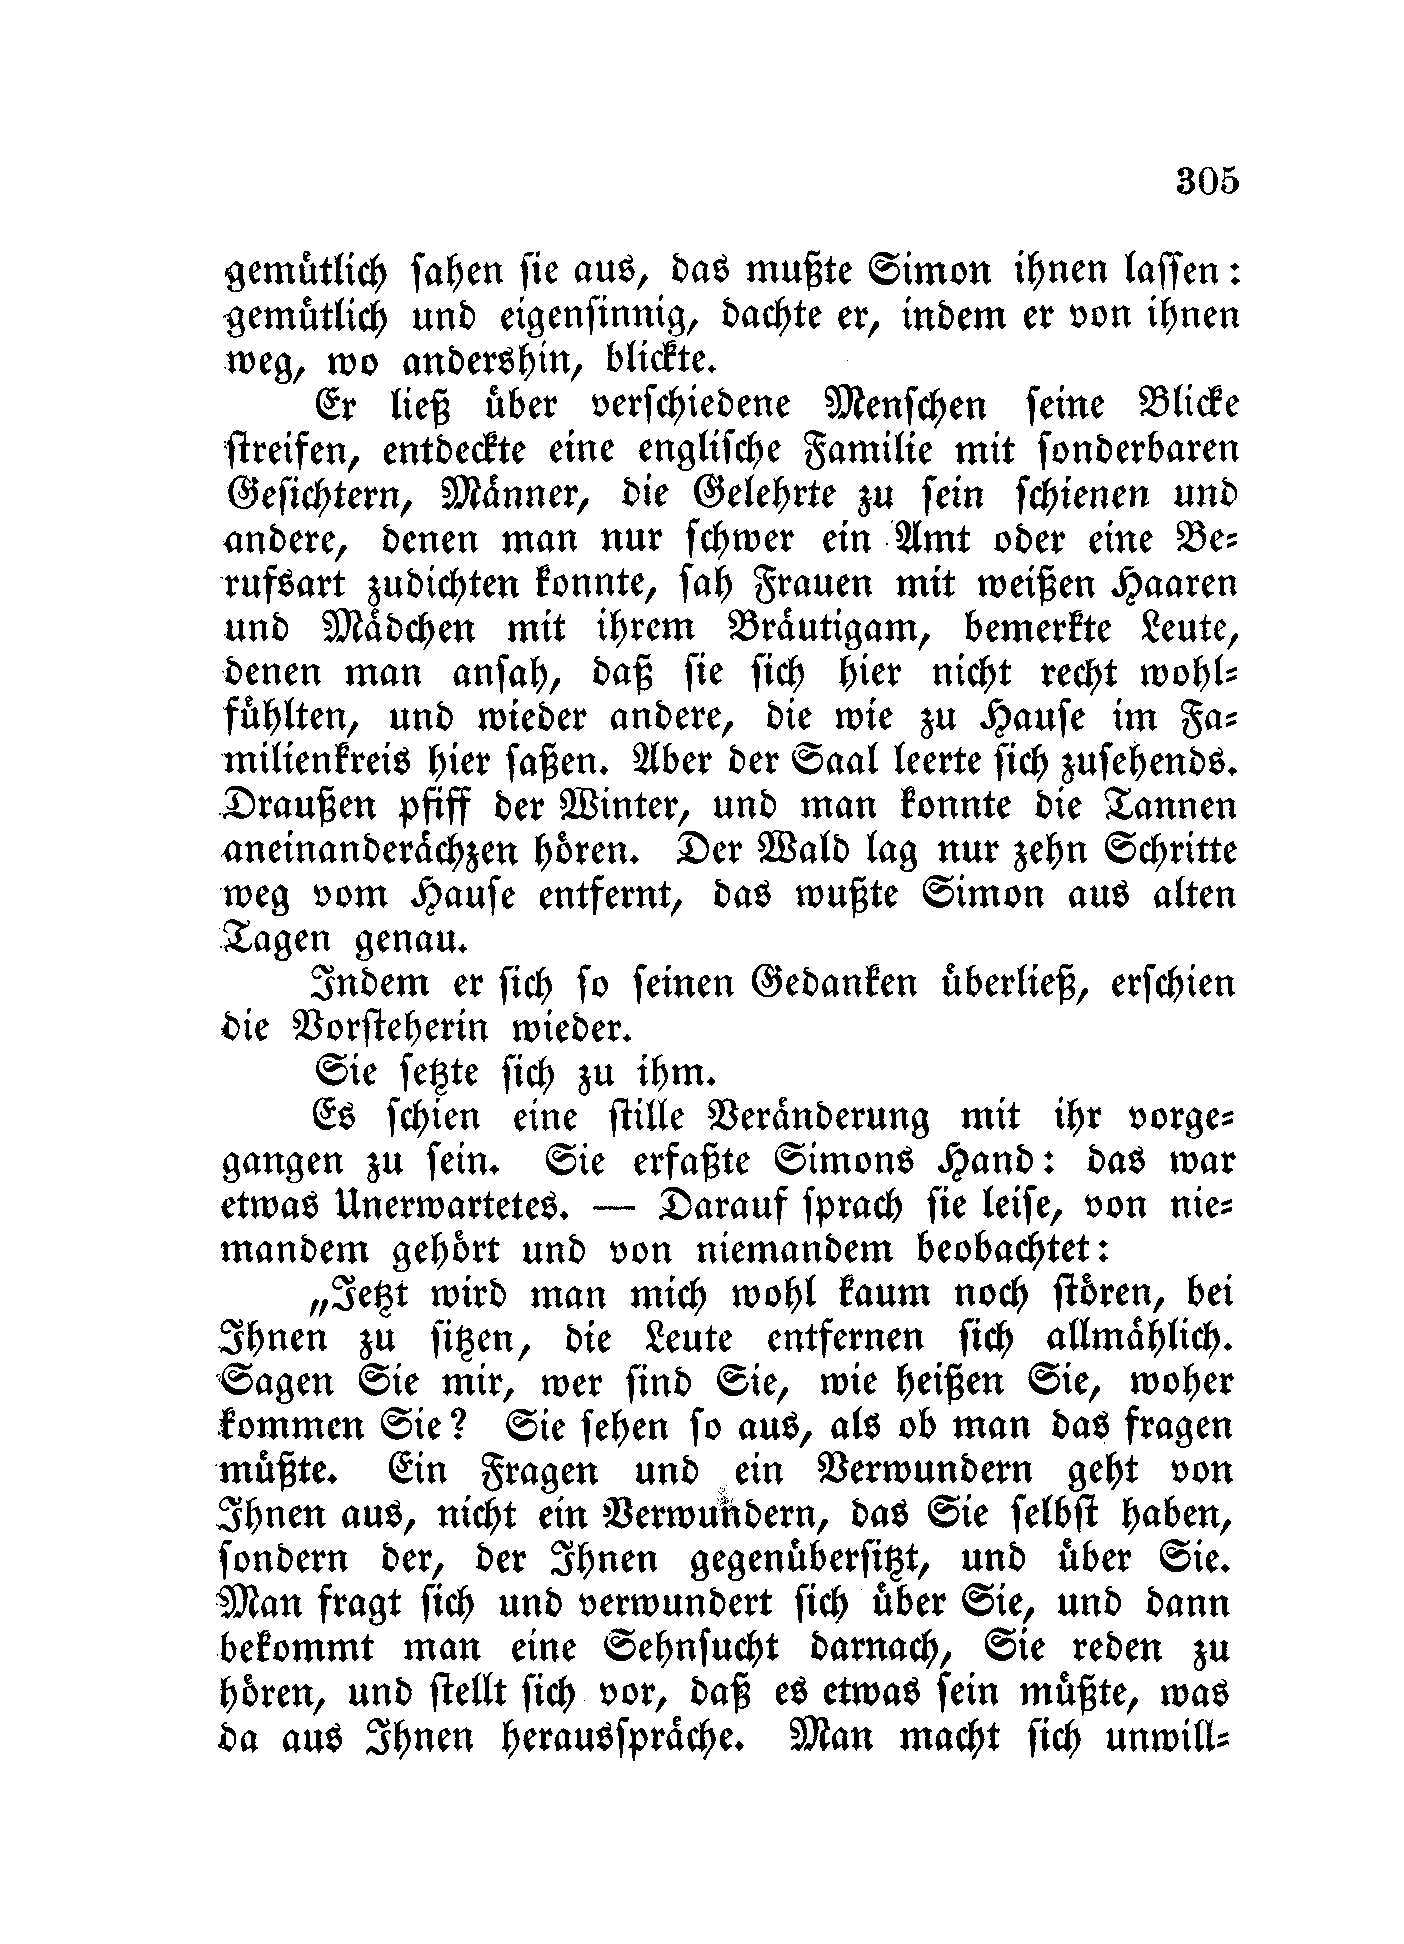 305
gemütlich sahen sie aus, das mußte Simon ihnen lassen:
gemütlich und eigensinnig, dachte er, indem er von ihnen
weg, wo andershin, blickte.
Er ließ über verschiedene Menschen seine Blicke
streifen, entdeckte eine englische Familie mit sonderbaren
Gesichtern, Männer, die Gelehrte zu sein schienen und
andere, denen man nur schwer ein Amt oder eine Be-
rufsart zudichten konnte, sah Frauen mit weißen Haaren
und Mädchen mit ihrem Bräutigam, bemerkte Leute,
denen man ansah, daß sie sich hier nicht recht wohl-
fühlten, und wieder andere, die wie zu Hause im Fa-
milienkreis hier saßen. Aber der Saal leerte sich zusehends.
Draußen pfiff der Winter, und man konnte die Tannen
aneinanderächzen hören. Der Wald lag nur zehn Schritte
weg vom Hause entfernt, das wußte Simon aus alten
Tagen genau.
Indem er sich so seinen Gedanken überließ, erschien
die Vorsteherin wieder.
Sie setzte sich zu ihm.
Es schien eine stille Veränderung mit ihr vorge-
gangen zu sein. Sie erfaßte Simons Hand: das war
etwas Unerwartetes. — Darauf sprach sie leise, von nie-
mandem gehört und von niemandem beobachtet:
„Jetzt wird man mich wohl kaum noch stören, bei
Ihnen zu sitzen, die Leute entfernen sich allmählich.
Sagen Sie mir, wer sind Sie, wie heißen Sie, woher
kommen Sie? Sie sehen so aus, als ob man das fragen
müßte. Ein Fragen und ein Verwundern geht von
Ihnen aus, nicht ein Verwundern, das Sie selbst haben,
sondern der, der Ihnen gegenübersitzt, und über Sie.
Man fragt sich und verwundert sich über Sie, und dann
bekommt man eine Sehnsucht darnach, Sie reden zu
hören, und stellt sich vor, daß es etwas sein müßte, was
da aus Ihnen herausspräche. Man macht sich unwill-